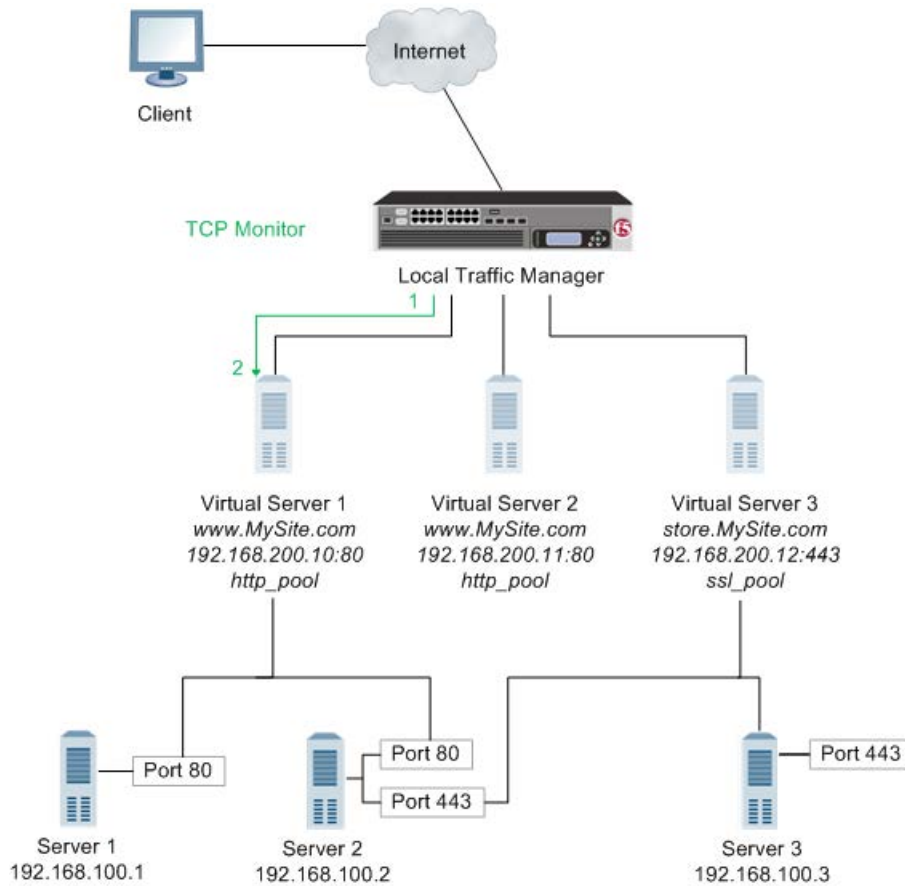 Internet
Client
TCP Monitor
f5
Local Traffic Manager
1
2
Virtual Server 1
www.MySite.com
192.168.200.10:80
http_pool
Virtual Server 2
www.MySite.com
192.168.200.11:80
http_pool
Virtual Server 3
store.MySite.com
192.168.200.12:443
ssl_pool
Port 80
Port 80
Port 443
Port 443
Server 1
192.168.100.1
Server 2
192.168.100.2
Server 3
192.168.100.3